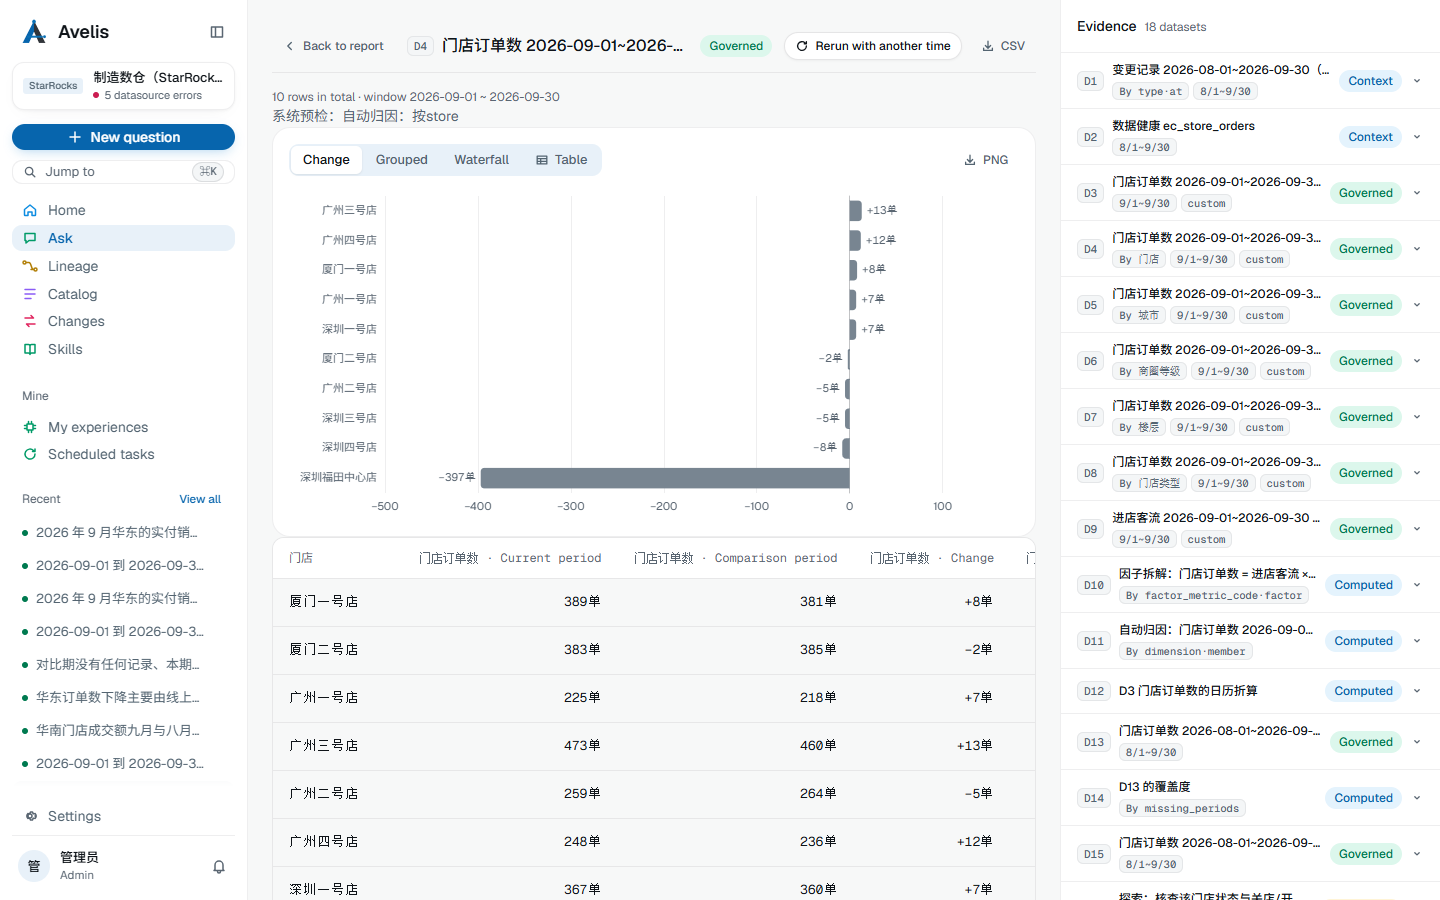 Avelis
StarRocks
制造数仓（StarRock...
5 datasource errors
New question
Jump to
⌘K
Home
Ask
Lineage
Catalog
Changes
Skills
Mine
My experiences
Scheduled tasks
Recent
View all
2026 年 9 月华东的实付销...
2026-09-01 到 2026-09-3...
2026 年 9 月华东的实付销...
2026-09-01 到 2026-09-3...
对比期没有任何记录、本期...
华东订单数下降主要由线上...
华南门店成交额九月与八月...
2026-09-01 到 2026-09-3...
Settings
管
管理员
Admin
Back to report
D4
门店订单数 2026-09-01~2026-...
Governed
Rerun with another time
CSV
10 rows in total · window 2026-09-01 ~ 2026-09-30
系统预检：自动归因：按store
Change
Grouped
Waterfall
Table
PNG
广州三号店 +13单
广州四号店 +12单
厦门一号店 +8单
广州一号店 +7单
深圳一号店 +7单
厦门二号店 -2单
广州二号店 -5单
深圳三号店 -5单
深圳四号店 -8单
深圳福田中心店 -397单
-500 -400 -300 -200 -100 0 100
门店 门店订单数 · Current period 门店订单数 · Comparison period 门店订单数 · Change
厦门一号店 389单 381单 +8单
厦门二号店 383单 385单 -2单
广州一号店 225单 218单 +7单
广州三号店 473单 460单 +13单
广州二号店 259单 264单 -5单
广州四号店 248单 236单 +12单
深圳一号店 367单 360单 +7单
Evidence 18 datasets
D1
变更记录 2026-08-01~2026-09-30（...
By type·at 8/1~9/30
Context
D2
数据健康 ec_store_orders
8/1~9/30
Context
D3
门店订单数 2026-09-01~2026-09-3...
9/1~9/30 custom
Governed
D4
门店订单数 2026-09-01~2026-09-3...
By 门店 9/1~9/30 custom
Governed
D5
门店订单数 2026-09-01~2026-09-3...
By 城市 9/1~9/30 custom
Governed
D6
门店订单数 2026-09-01~2026-09-3...
By 商圈等级 9/1~9/30 custom
Governed
D7
门店订单数 2026-09-01~2026-09-3...
By 楼层 9/1~9/30 custom
Governed
D8
门店订单数 2026-09-01~2026-09-3...
By 门店类型 9/1~9/30 custom
Governed
D9
进店客流 2026-09-01~2026-09-30 ...
9/1~9/30 custom
Governed
D10
因子拆解：门店订单数 = 进店客流 ×...
By factor_metric_code·factor
Computed
D11
自动归因：门店订单数 2026-09-0...
By dimension·member
Computed
D12
D3 门店订单数的日历折算
Computed
D13
门店订单数 2026-08-01~2026-09-...
8/1~9/30
Governed
D14
D13 的覆盖度
By missing_periods
Computed
D15
门店订单数 2026-08-01~2026-09-...
8/1~9/30
Governed
探索：核查该门店状态与关店/开...